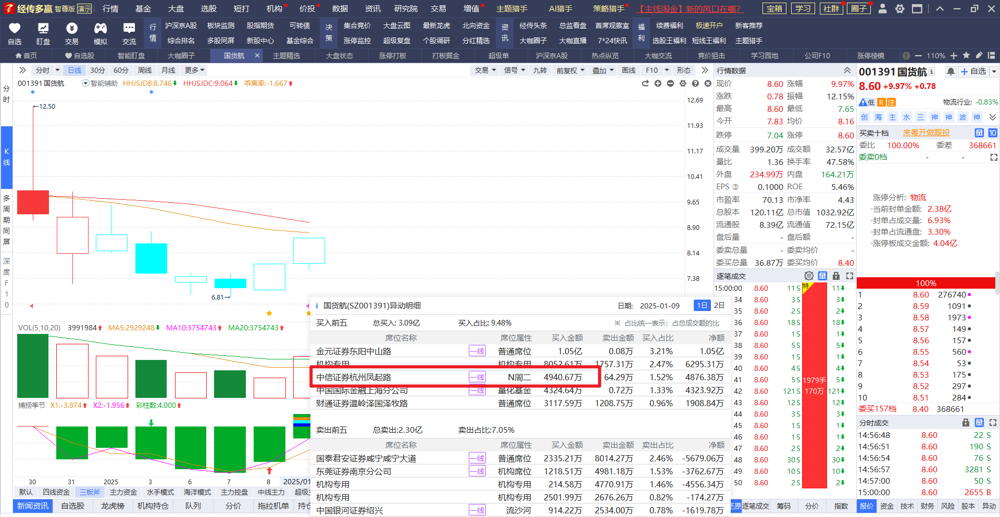 经传多赢 智尊版 演示 行情 基金 大盘 选股 短打 机构 价投 数据 资讯 研究院 交易 增值 主题猎手 AI猎手 策略猎手 【主线淘金】新的风口在哪? 宝箱 学习 社群 圈子
自选 盯盘 交易 模拟 交流
行情 沪深京A股 板块监测 股指期货 可转债 决策 集合竞价 大盘云图 最新龙虎 北向资金 资讯 经传头条 总监看盘 首席观察室 福利 续费福利 极速开户 新客推荐
综合排名 多股同屏 新股中心 基金综合 涨停监控 超级复盘 个股调研 分红精选 大咖圈子 大咖直播 7*24快讯 选股王福利 短线王福利 主题猎手
首页 自选股 智能盯盘 大咖圈子 国货航 × 主题精选 大盘状态 涨停打板 打板掘金 超级单 沪深京A股 热点纵览 大咖交流 竞价狙击 学习园地 公司F10 涨停棱镜 110%
分时
K线
多周期同屏
深度F10
分时 日线 30分 60分 周线 月线 更多 交易 信号 九转 前复权 叠加 画线 F10 形态
001391 国货航 智能辅助 HHJSJDB:8.746 HHJSJDC:9.064 乖离率:-1.667
←12.50
6.81→
12.69
11.93
11.17
10.41
9.65
8.90
8.14
7.38
VOL(5,10,20) 3991984 MA5:2929248 MA10:3754743 MA20:3754743
捕捞季节 X1:-3.874 X2:-1.956 彩柱数:4.000
30 31 2025 3 6 7 8 2025/01
默认 四线资金 三板斧 主力资金 水手模式 海洋模式 主力控盘 中线主力
新闻资讯 自选股 龙虎榜 机构持仓 队列 分价 拖拉机单
国货航(SZ001391)异动明细 日期: 2025-01-09 1日 2日
买入前五 总买入: 3.09亿 买入占比: 9.48% ※ 占比统一表示：占总成交额的比
席位名称 席位属性 买入金额 卖出金额 买入占比 净额
金元证券东阳中山路 一线 普通席位 1.05亿 0.08万 3.21% 1.05亿
机构专用 机构专用 8052.61万 1757.31万 2.47% 6295.31万
中信证券杭州凤起路 一线 N周二 4940.67万 64.29万 1.52% 4876.38万
中国国际金融上海分公司 一线 量化基金 4324.64万 0.72万 1.33% 4323.92万
财通证券温岭泽国泽牧路 普通席位 3117.59万 1208.75万 0.96% 1908.84万
卖出前五 总卖出:2.30亿 卖出占比:7.05%
席位名称 席位属性 买入金额 卖出金额 卖出占比 净额
国泰君安证券咸宁咸宁大道 一线 普通席位 2335.21万 8014.27万 2.46% -5679.06万
东莞证券南京分公司 一线 机构席位 1218.51万 4981.18万 1.53% -3762.67万
机构专用 机构专用 214.58万 4770.91万 1.46% -4556.34万
机构专用 机构专用 2501.99万 2676.26万 0.82% -174.27万
中国银河证券绍兴 一线 流沙河 914.22万 2534.00万 0.78% -1619.78万
行情数据
现价 8.60 涨幅 9.97%
涨跌 0.78 振幅 12.15%
最高 8.60 最低 7.65
今开 7.83 均价 8.16
跌停 7.04 涨停 8.60
成交量 399.20万 成交额 32.57亿
量比 1.36 换手率 47.58%
外盘 234.99万 内盘 164.21万
EPS ③ 0.1000 ROE 5.46%
市盈率 70.13 市净率 4.43
总股本 120.11亿 总市值 1032.92亿
流通股 8.39亿 流通值 72.15亿
盘后量 - 盘后额 -
委卖总量 - 委卖均价 -
委买总量 36.87万 委买均价 8.40
逐笔成交 单 量
15:00:00 8.60 11 S 特 11
34 8.60 3 S 3
35 8.60 2 S 2
36 8.60 18 S 18
37 8.60 1 S 1
38 8.60 5 S 5
39 8.60 1 S 1
40 8.60 4 S 4
41 8.60 5 S 1979手 5
42 8.60 121 S 170万 121
43 8.60 12 S 12
44 8.60 3 S 3
45 8.60 1 S 1
46 8.60 1 S 1
47 8.60 2 S 2
48 8.60 30 S 30
49 8.60 10 S 10
50 8.60 2 S 2
还原 逐笔成交 筹码 分价 指数
001391 国货航 自选
8.60 +9.97% +0.78
低 R 注 物流行业: -0.83%
创 海 主 水 三 神 神 波 神
买卖十档 来粤开做跟投 量 10
委比 100.00% 委差 368661
委卖0档 - -
涨停分析: 物流
·当前封单金额: 2.38亿
·封单占成交量: 6.93%
·封单占流通盘: 3.30%
·涨停板成交金额: 4.04亿
100%
1 8.60 276740
2 8.59 1091
3 8.58 1973
4 8.57 149
5 8.56 157
6 8.55 560
7 8.54 53
8 8.53 175
9 8.52 297
10 8.51 284
委买157档 8.40 368661
分时成交 量
14:56:48 8.60 22 S
14:56:51 8.60 190 S
14:56:54 8.60 76 S
14:56:57 8.60 3281 S
14:57:00 8.60 50 S
15:00:00 8.60 2655 B
报价 资金 技术 财务 风险 股本 异动